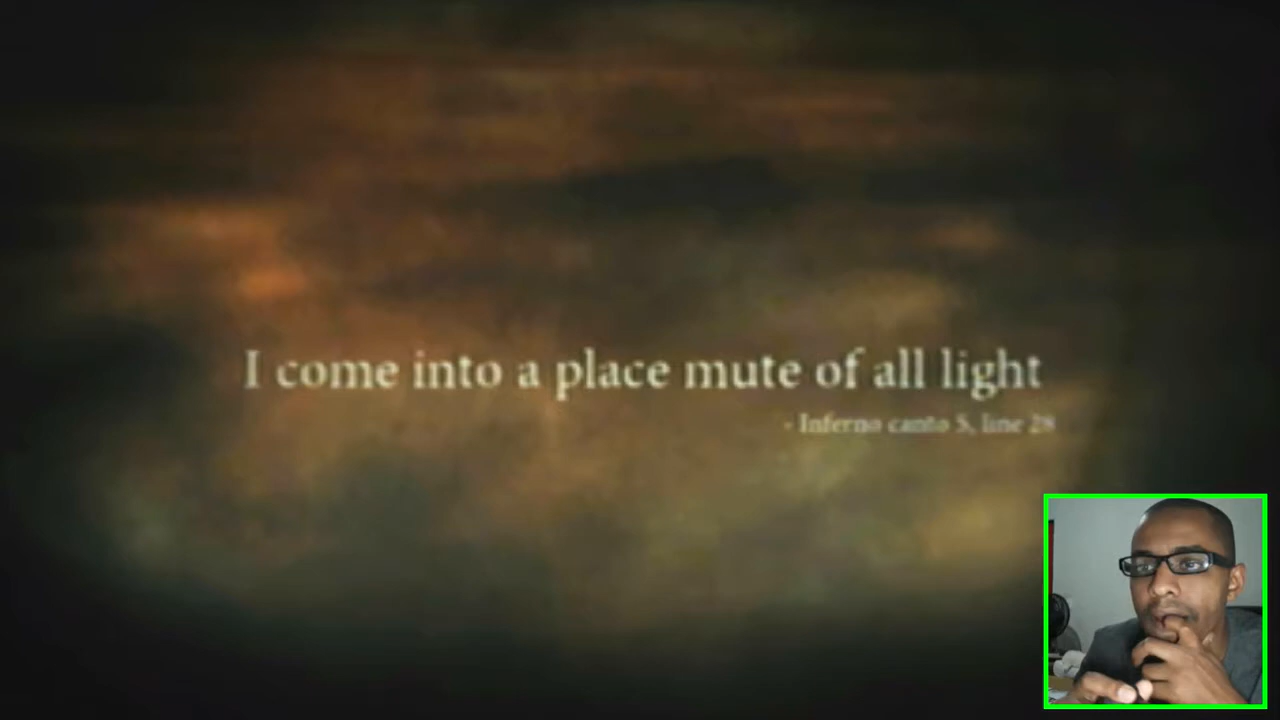 I come into a place mute of all light
- Inferno canto 5, line 28